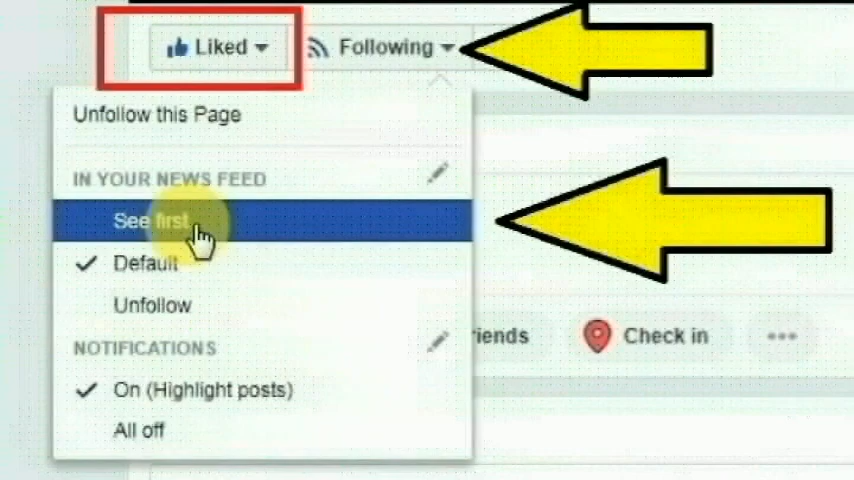 Liked Following
Unfollow this Page
IN YOUR NEWS FEED
See first
Default
Unfollow
riends Check in
NOTIFICATIONS
On (Highlight posts)
All off